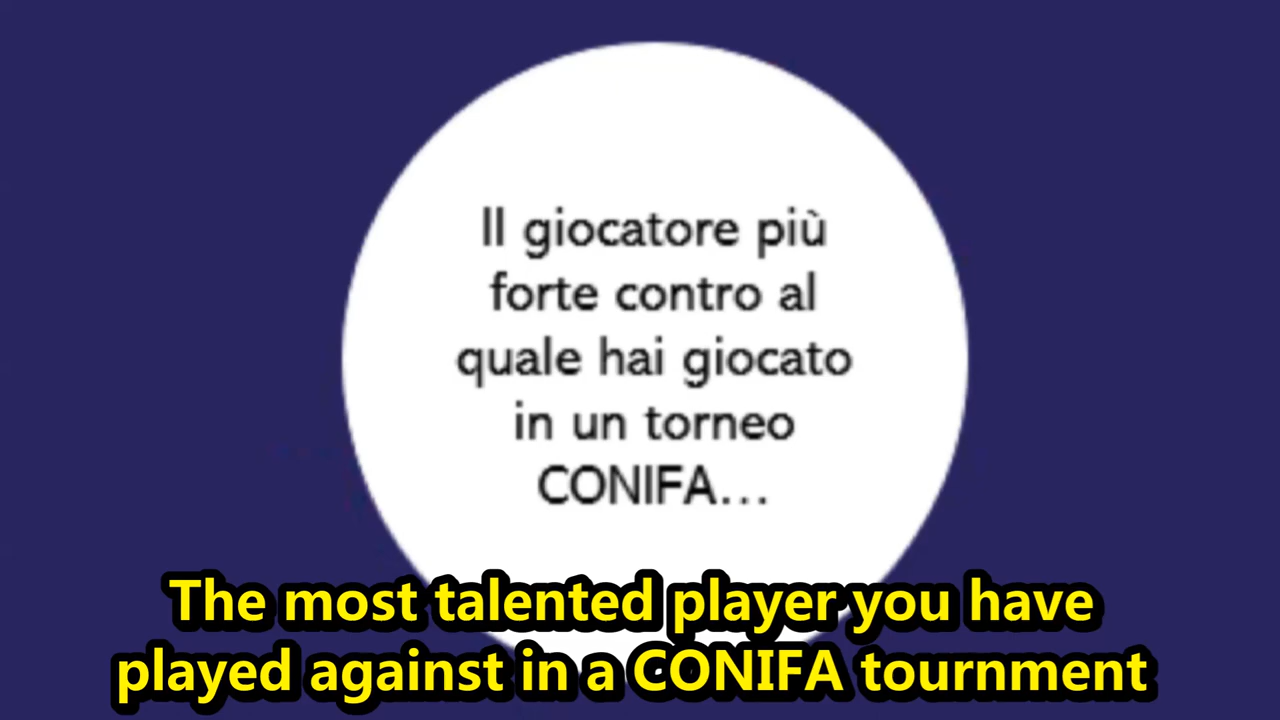 Il giocatore più
forte contro al
quale hai giocato
in un torneo
CONIFA...
The most talented player you have
played against in a CONIFA tournment